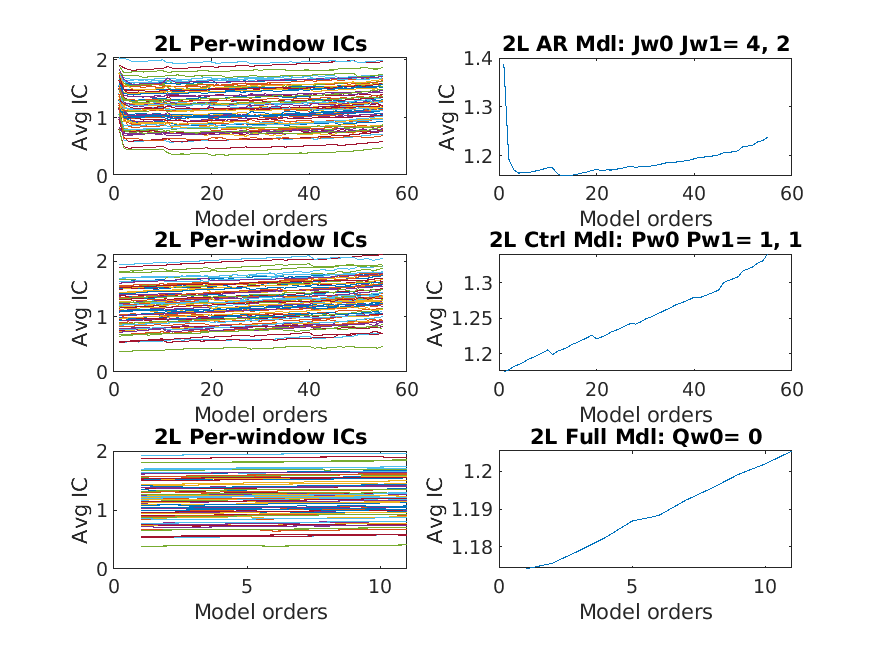 2L Per-window ICs
2
1
0
Avg IC
0 20 40 60
Model orders
2L AR Mdl: Jw0 Jw1= 4, 2
1.4
1.3
1.2
Avg IC
0 20 40 60
Model orders
2L Per-window ICs
2
1
0
Avg IC
0 20 40 60
Model orders
2L Ctrl Mdl: Pw0 Pw1= 1, 1
1.3
1.25
1.2
Avg IC
0 20 40 60
Model orders
2L Per-window ICs
2
1
0
Avg IC
0 5 10
Model orders
2L Full Mdl: Qw0= 0
1.2
1.19
1.18
Avg IC
0 5 10
Model orders